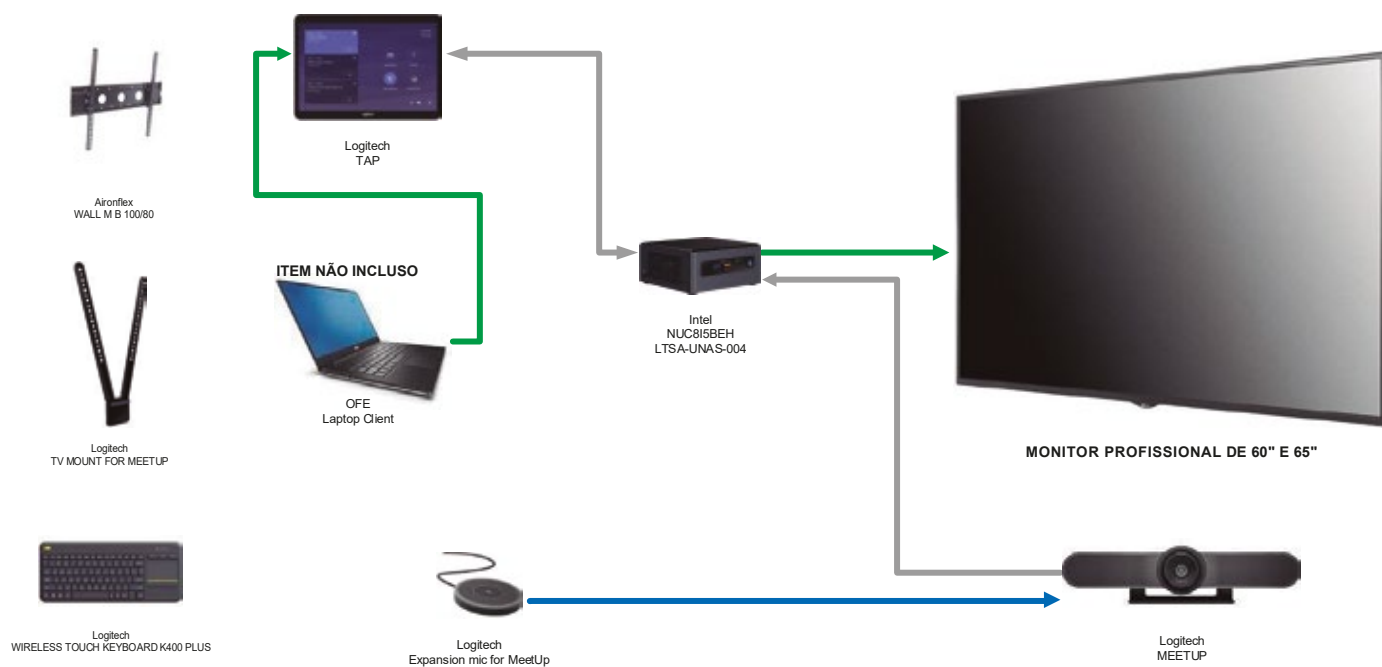 Logitech
TAP
Aironflex
WALL M B 100/80
ITEM NÃO INCLUSO
OFE
Laptop Client
Intel
NUC8I5BEH
LTSA-UNAS-004
MONITOR PROFISSIONAL DE 60" E 65"
Logitech
TV MOUNT FOR MEETUP
Logitech
WIRELESS TOUCH KEYBOARD K400 PLUS
Logitech
Expansion mic for MeetUp
Logitech
MEETUP